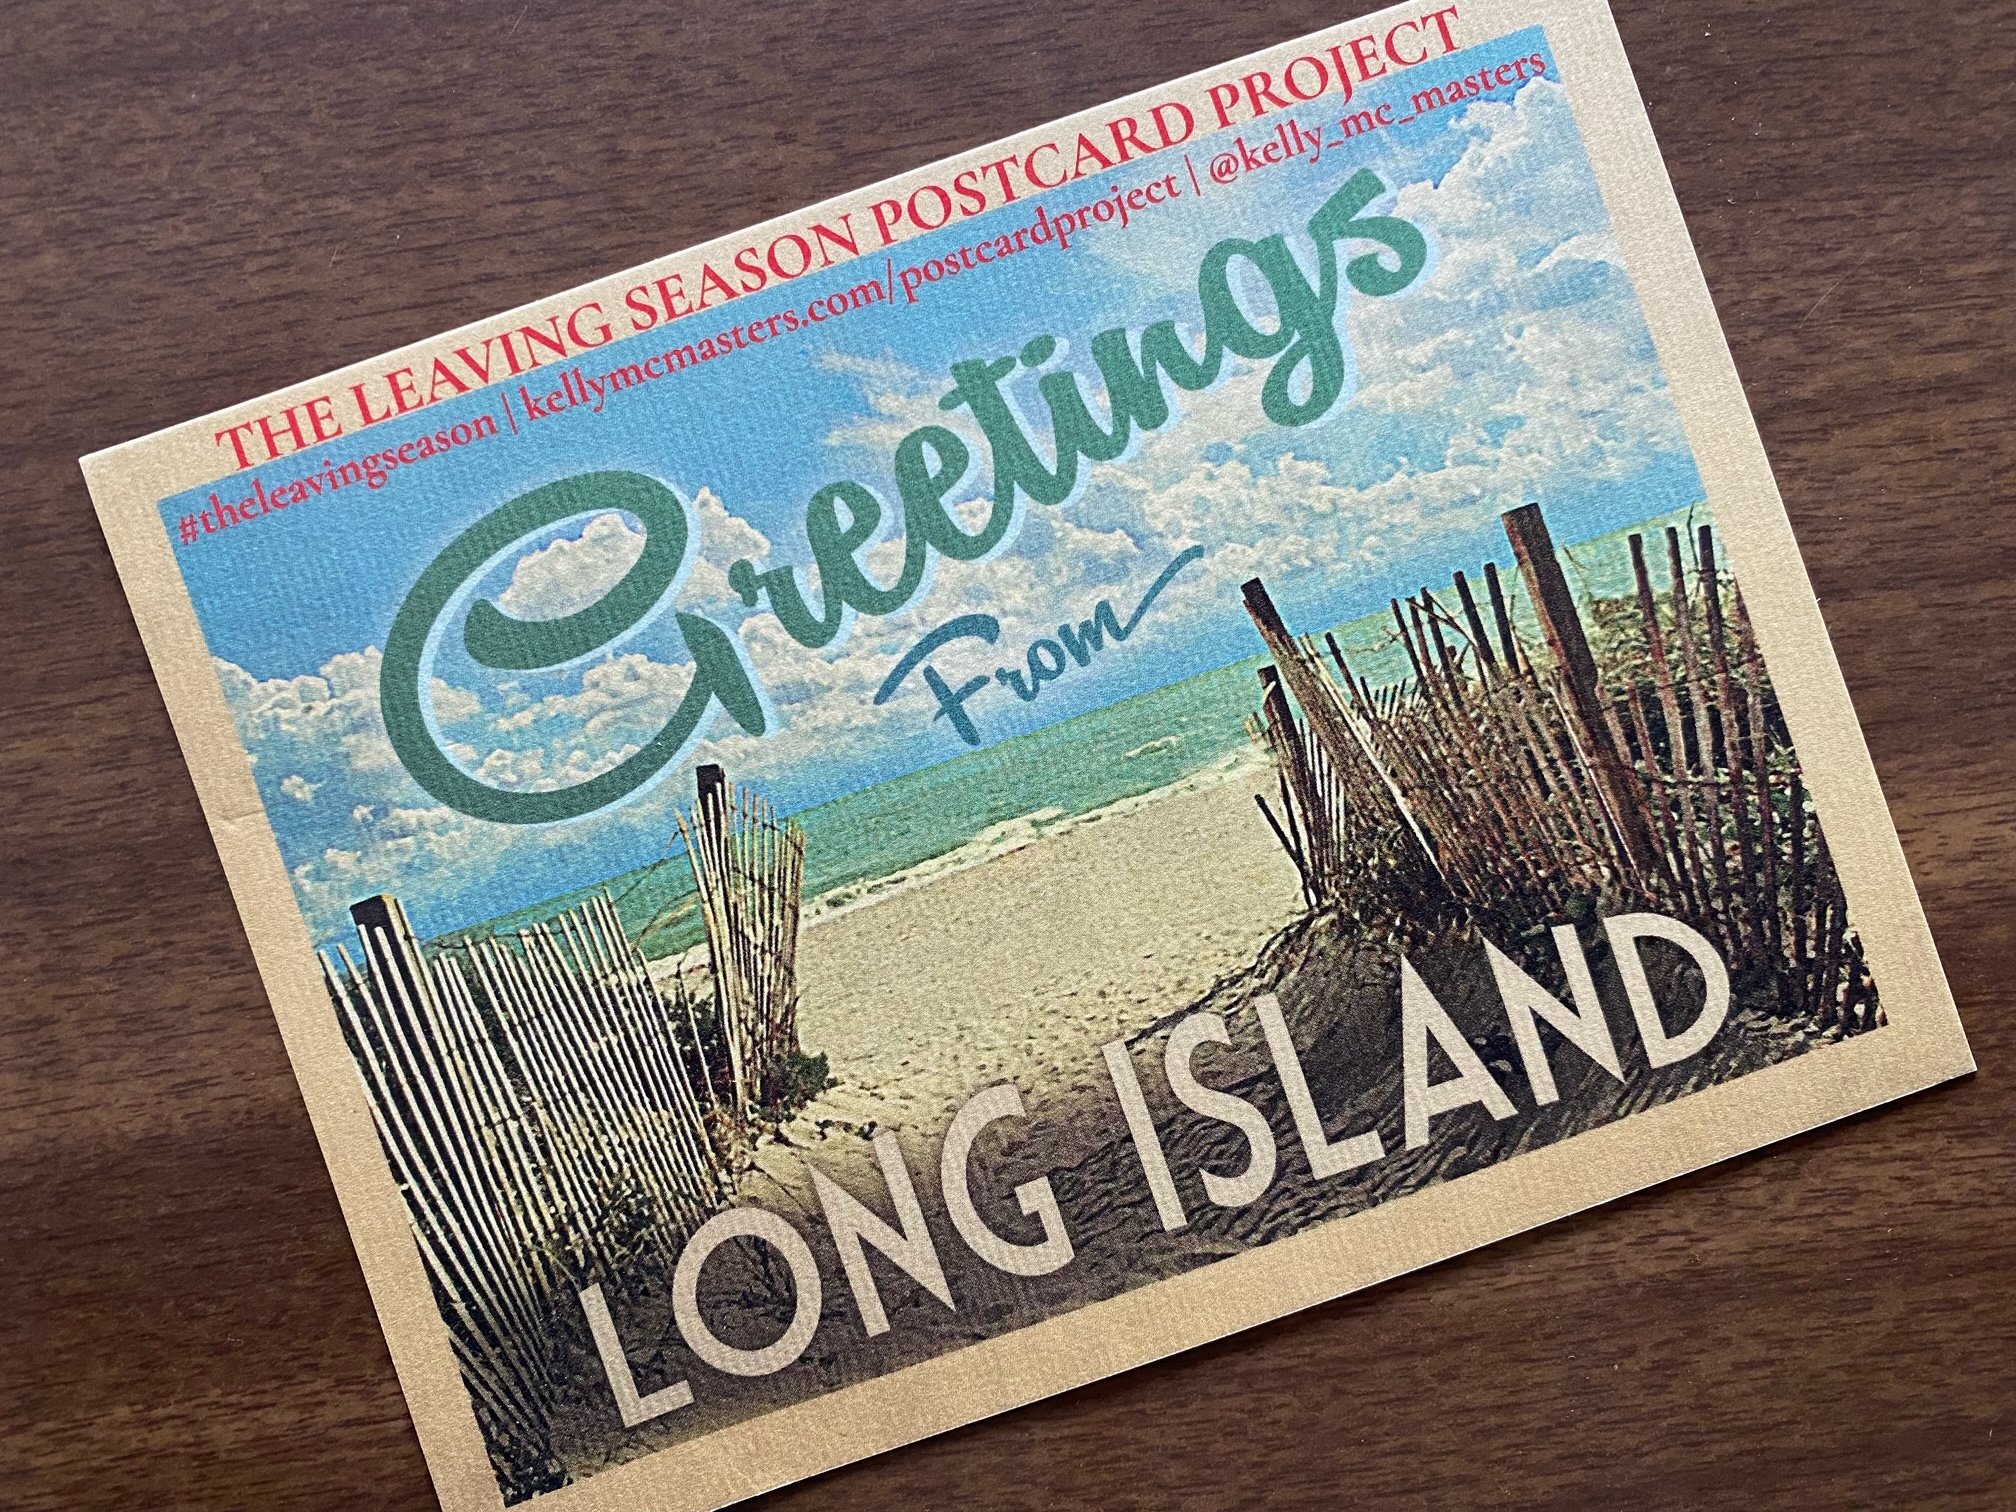 THE LEAVING SEASON POSTCARD PROJECT
#theleavingseason | kellymcmasters.com/postcardproject | @kelly_mc_masters
Greetings
From
LONG ISLAND